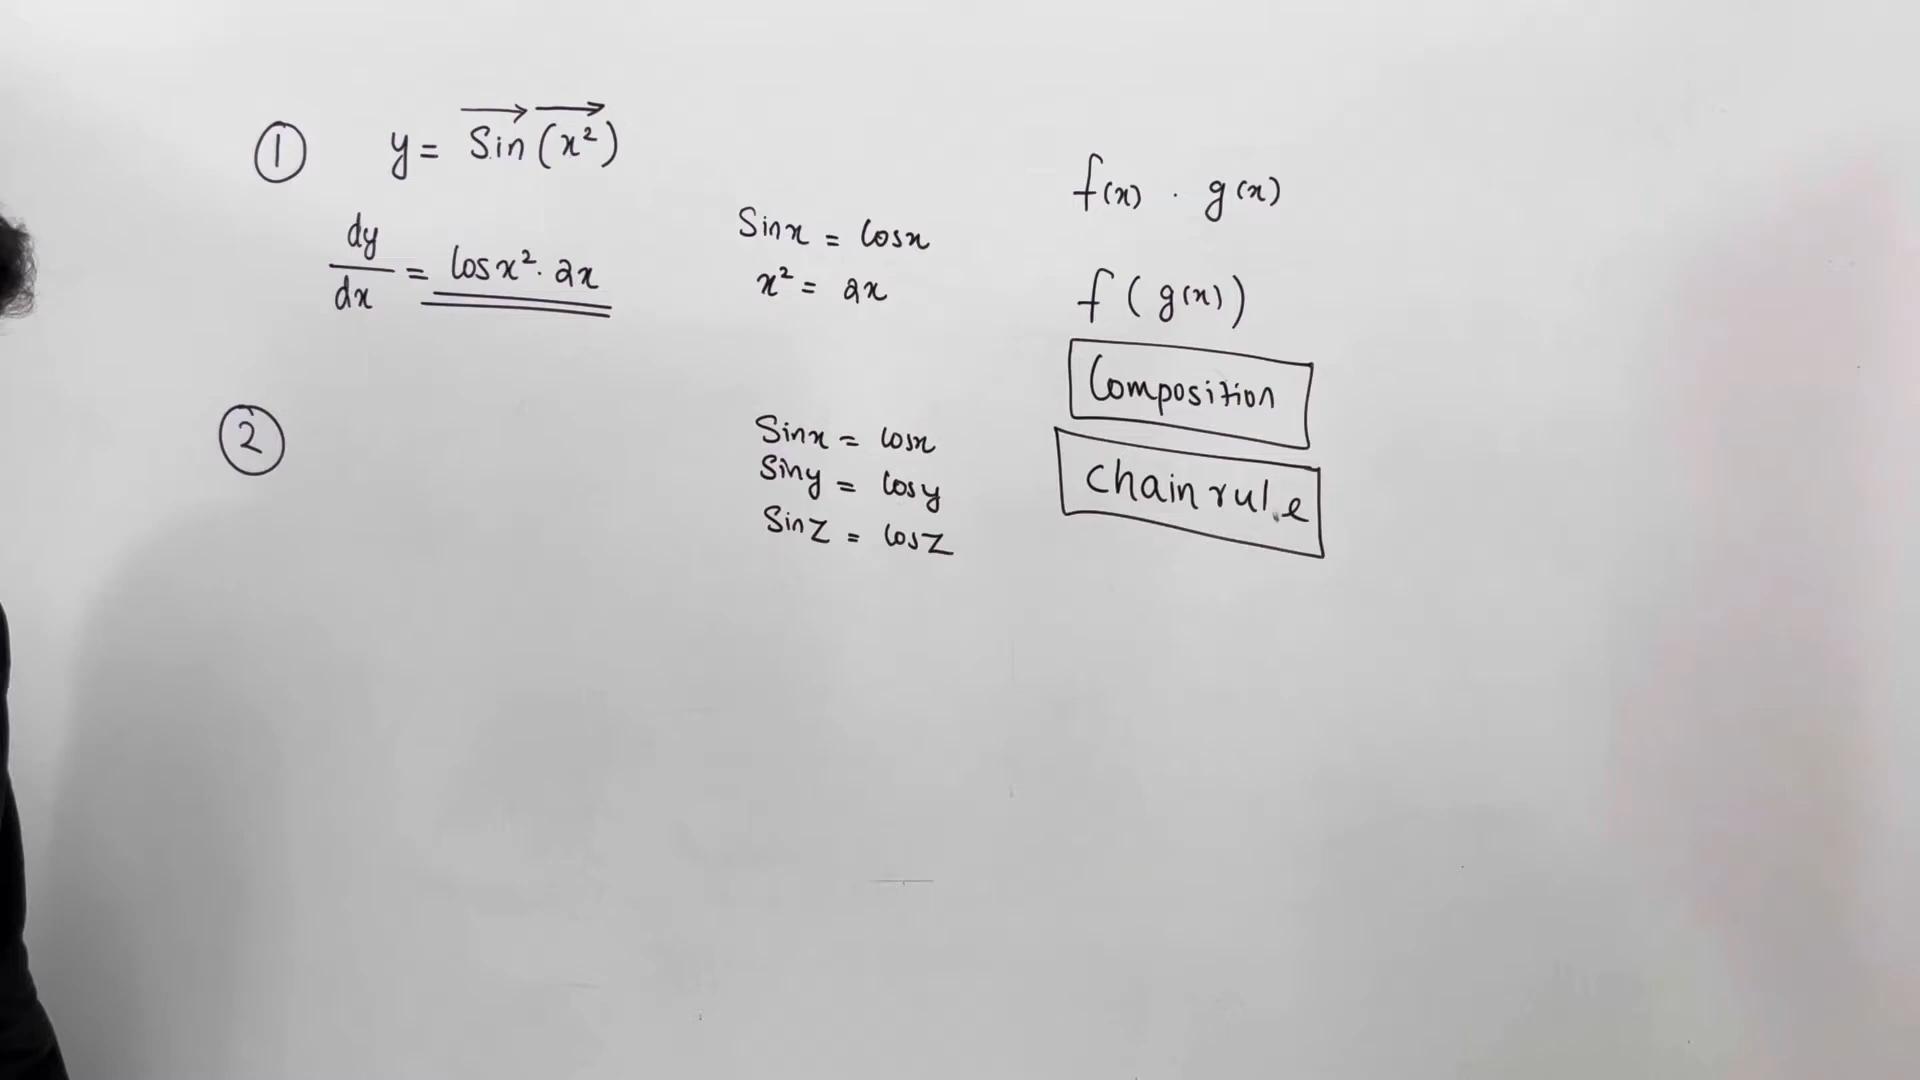 ① y = Sin (x²)
dy/dx = Cosx² · 2x
Sinx = Cosx
x² = 2x
f(x) · g(x)
f(g(x))
Composition
Chain rule
②
Sinx = Cosx
Siny = Cosy
SinZ = CosZ